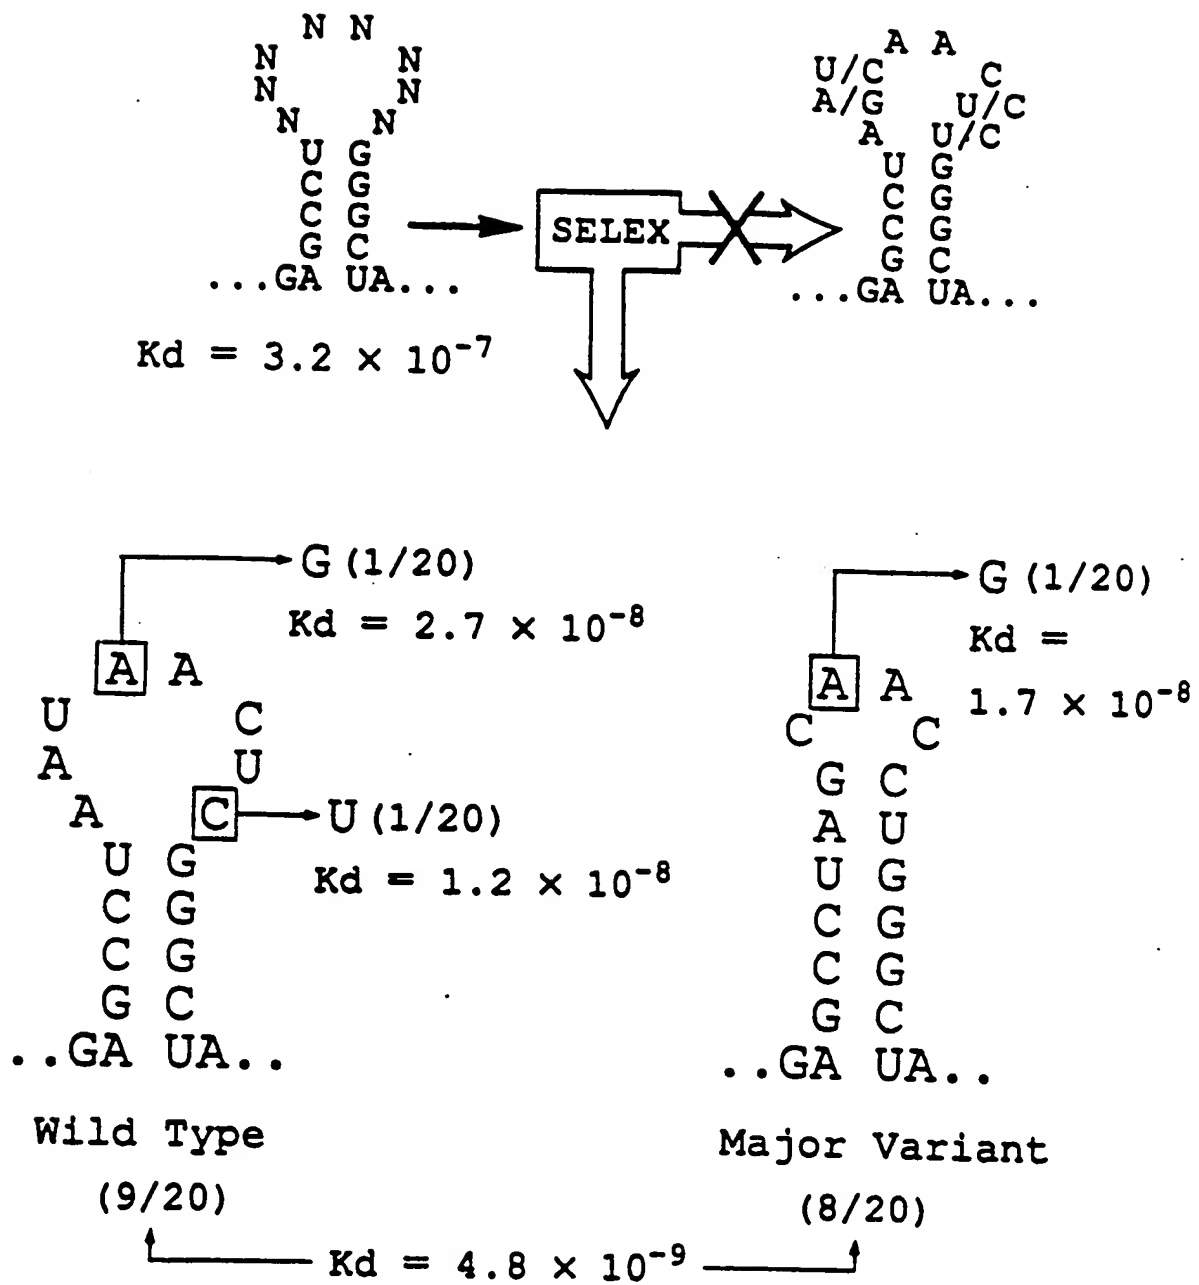 N N
N N
N N
N N
U G
C G
C G
G C
...GA UA...
Kd = 3.2 × 10⁻⁷
SELEX
A A
U/C C
A/G U/C
A U/C
U G
C G
C G
G C
...GA UA...
G (1/20)
Kd = 2.7 × 10⁻⁸
A A
U C
A U
A C
U (1/20)
Kd = 1.2 × 10⁻⁸
U G
C G
C G
G C
..GA UA..
Wild Type
(9/20)
G (1/20)
Kd =
1.7 × 10⁻⁸
A A
C C
G C
A U
U G
C G
C G
G C
..GA UA..
Major Variant
(8/20)
Kd = 4.8 × 10⁻⁹